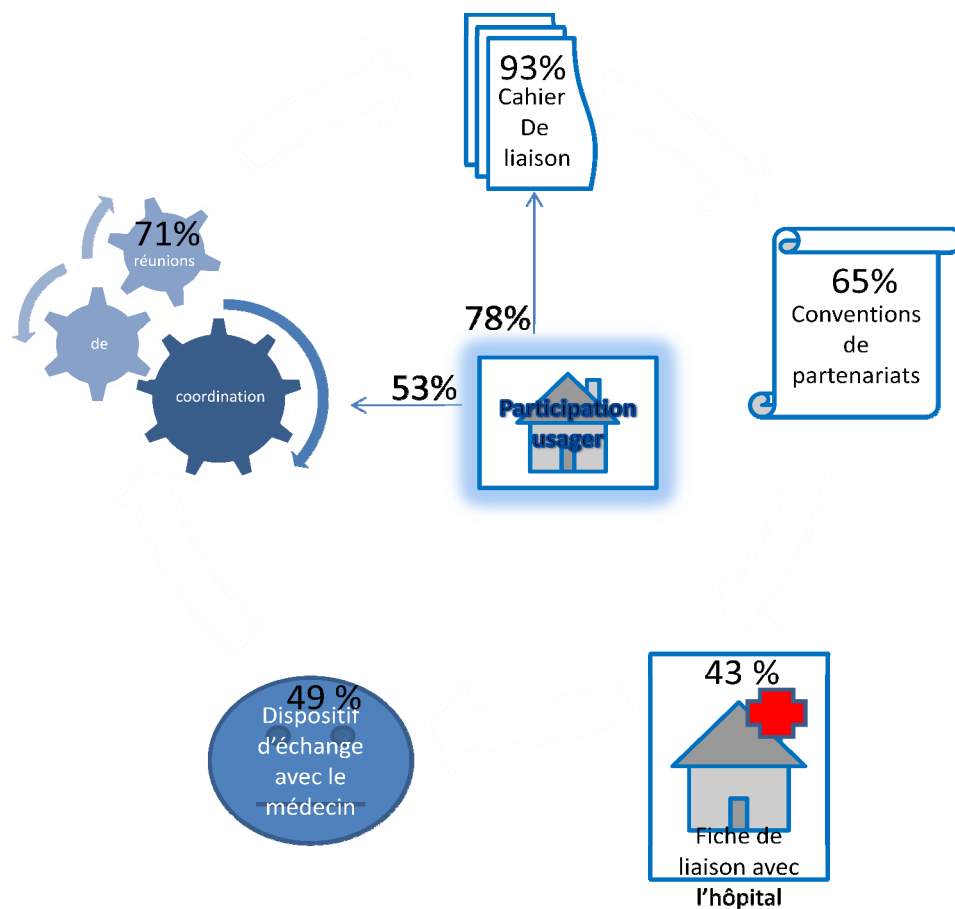 93%
Cahier
De
liaison
71%
réunions
de
coordination
78%
53%
Participation
usager
65%
Conventions
de
partenariats
49 %
Dispositif
d'échange
avec le
médecin
43 %
Fiche de
liaison avec
l'hôpital